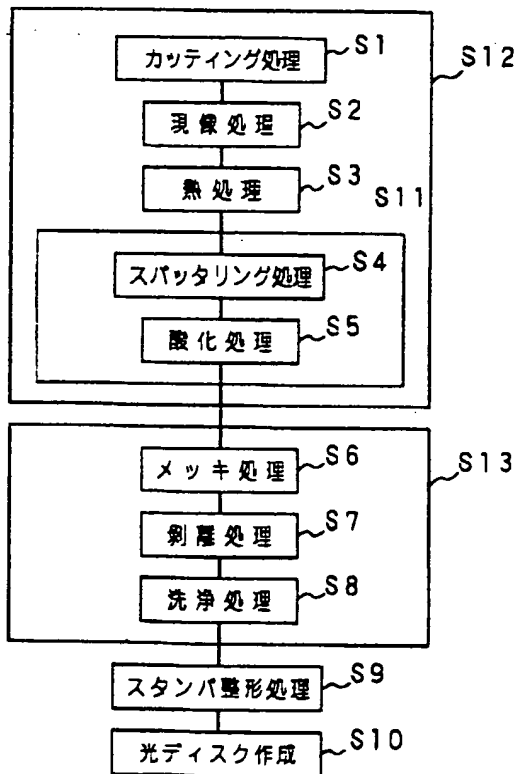 カッティング処理 S1
S12
現像処理 S2
熱処理 S3
S11
スパッタリング処理 S4
酸化処理 S5
メッキ処理 S6
S13
剥離処理 S7
洗浄処理 S8
スタンパ整形処理 S9
光ディスク作成 S10